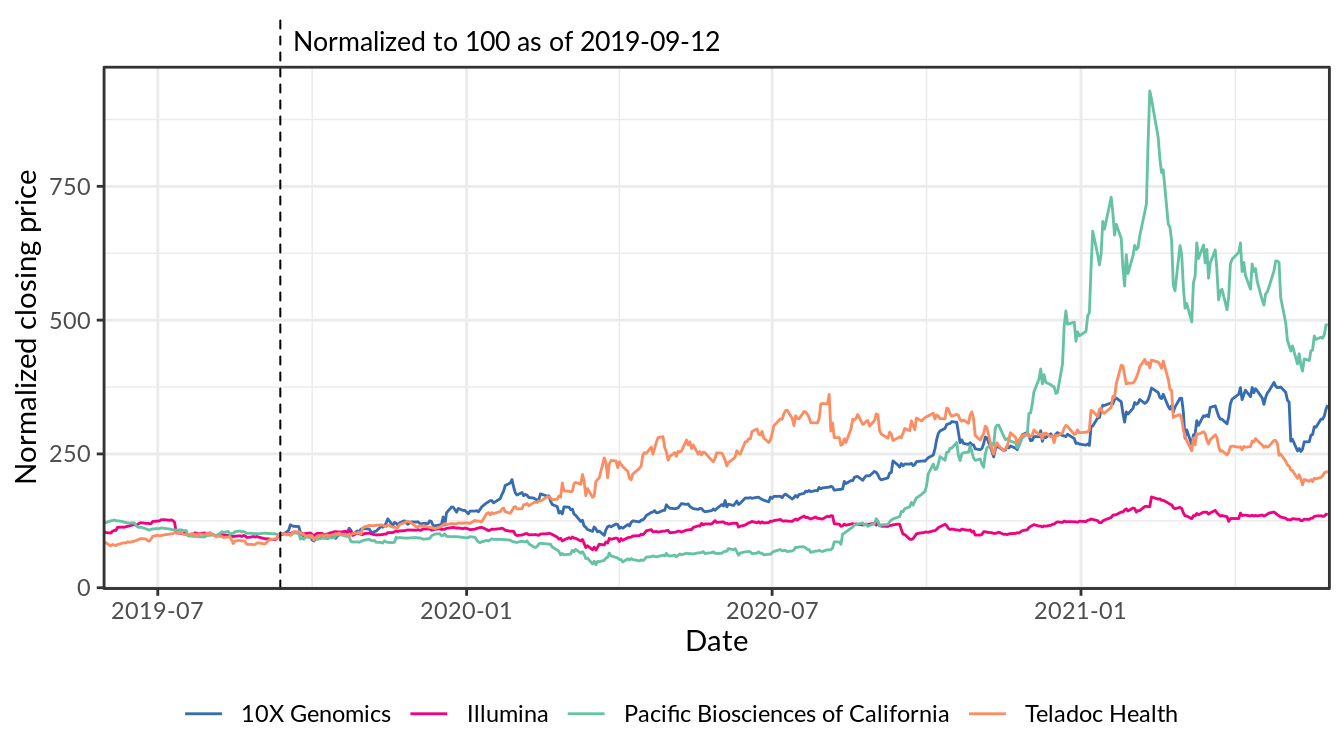 Normalized to 100 as of 2019-09-12
Normalized closing price
750
500
250
0
2019-07 2020-01 2020-07 2021-01
Date
10X Genomics Illumina Pacific Biosciences of California Teladoc Health